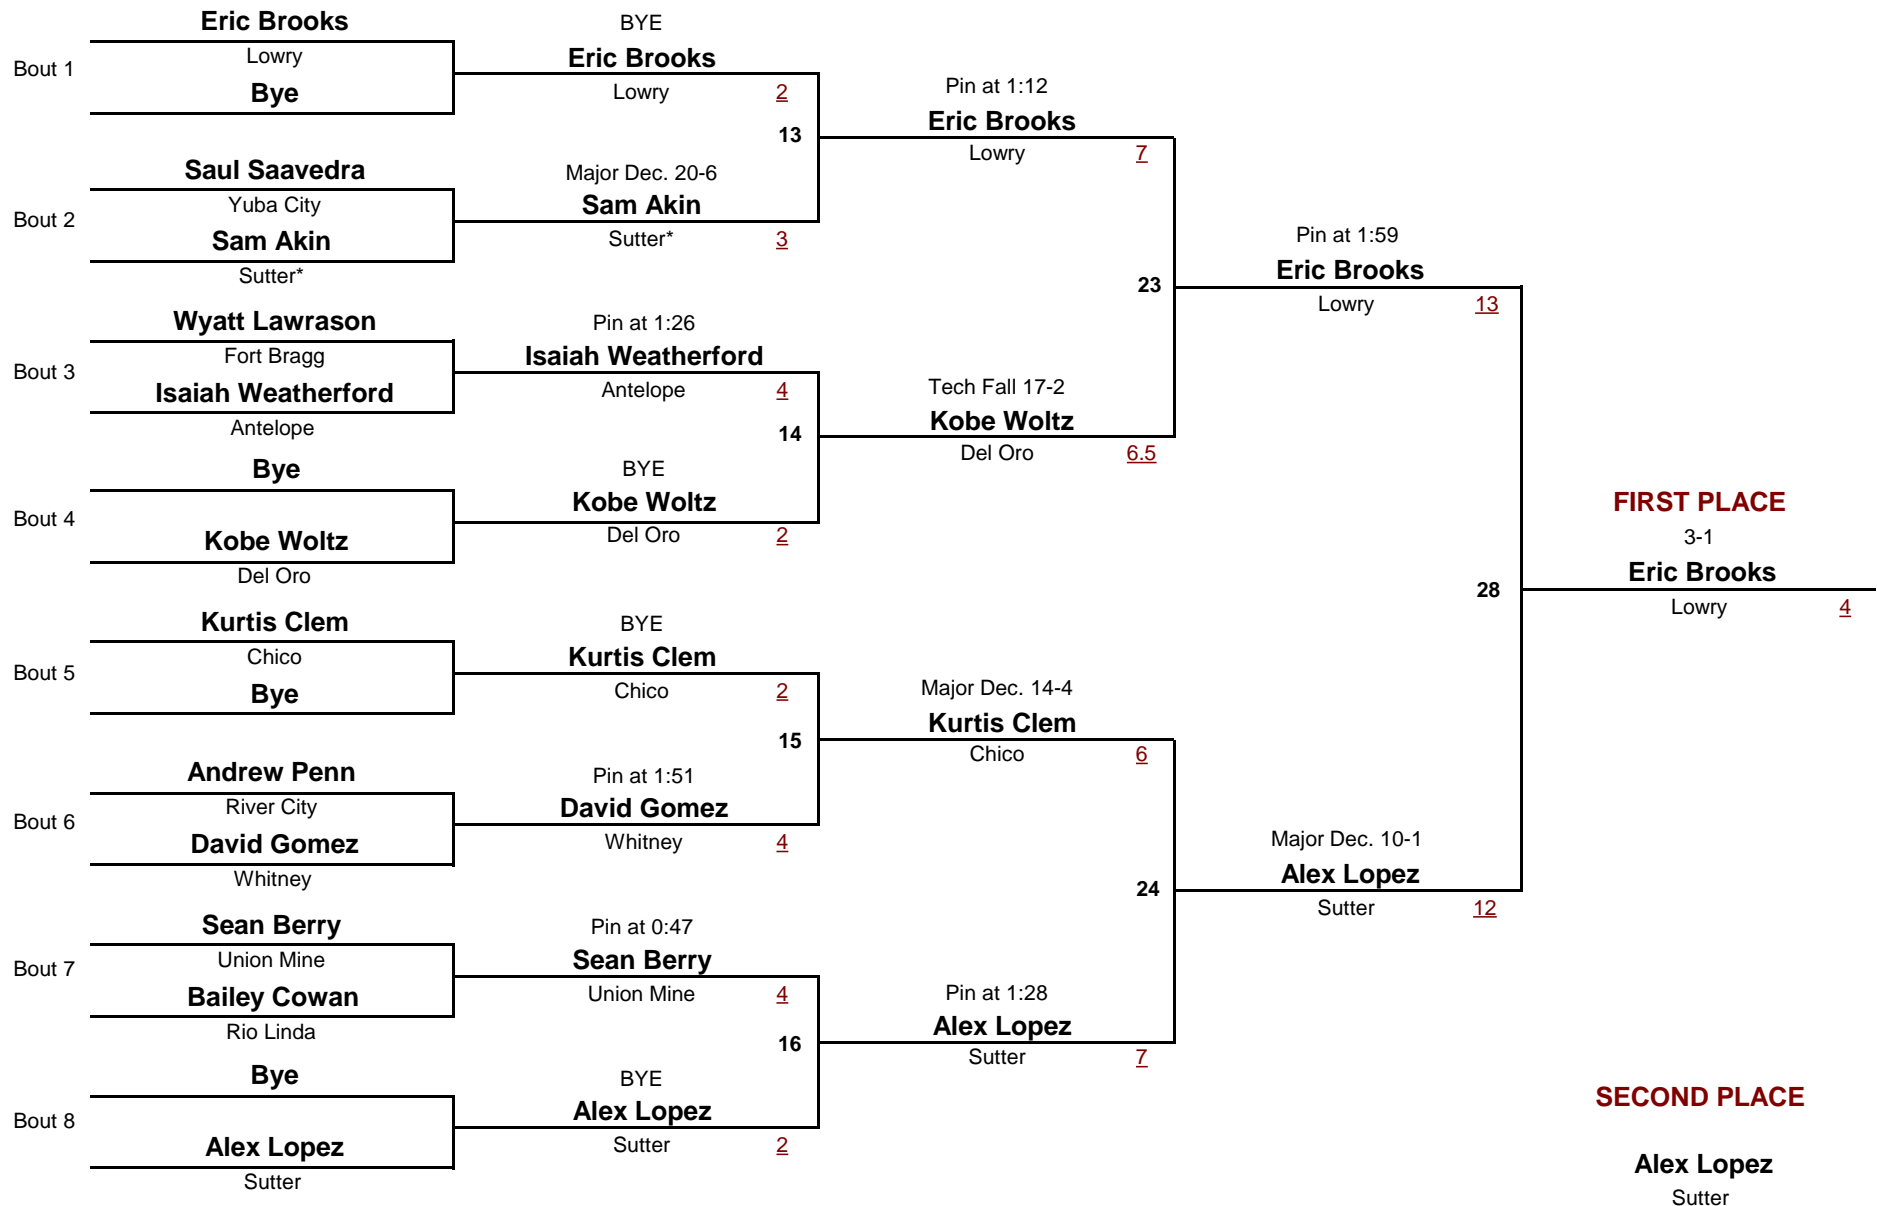 Eric Brooks
Bout 1
Lowry
Bye
Saul Saavedra
Bout 2
Yuba City
Sam Akin
Sutter*
Wyatt Lawrason
Bout 3
Fort Bragg
Isaiah Weatherford
Antelope
Bye
Bout 4
Kobe Woltz
Del Oro
Kurtis Clem
Bout 5
Chico
Bye
Andrew Penn
Bout 6
River City
David Gomez
Whitney
Sean Berry
Bout 7
Union Mine
Bailey Cowan
Rio Linda
Bye
Bout 8
Alex Lopez
Sutter
BYE
Eric Brooks
Lowry 2
13
Major Dec. 20-6
Sam Akin
Sutter* 3
Pin at 1:26
Isaiah Weatherford
Antelope 4
14
BYE
Kobe Woltz
Del Oro 2
BYE
Kurtis Clem
Chico 2
15
Pin at 1:51
David Gomez
Whitney 4
Pin at 0:47
Sean Berry
Union Mine 4
16
BYE
Alex Lopez
Sutter 2
Pin at 1:12
Eric Brooks
Lowry 7
23
Tech Fall 17-2
Kobe Woltz
Del Oro 6.5
Major Dec. 14-4
Kurtis Clem
Chico 6
24
Pin at 1:28
Alex Lopez
Sutter 7
Pin at 1:59
Eric Brooks
Lowry 13
28
Major Dec. 10-1
Alex Lopez
Sutter 12
FIRST PLACE
3-1
Eric Brooks
Lowry 4
SECOND PLACE
Alex Lopez
Sutter